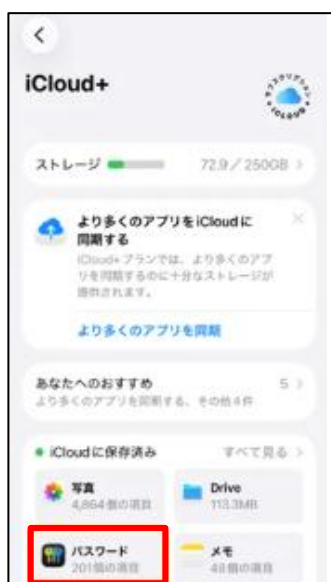 iCloud+
ストレージ
72.9／250GB
より多くのアプリをiCloudに
同期する
iCloud+プランでは、より多くのアプ
リを同期するのに十分なストレージが
提供されます。
より多くのアプリを同期
あなたへのおすすめ
5
より多くのアプリを同期する、その他4件
iCloudに保存済み
すべて見る
写真
4,864個の項目
Drive
113.3MB
パスワード
201個の項目
メモ
48個の項目